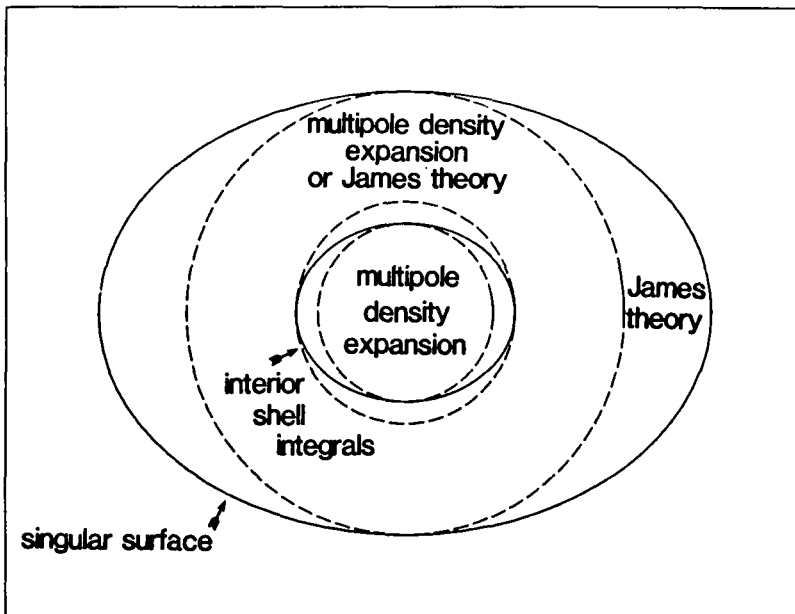 multipole density
expansion
or James theory
multipole
density
expansion
James
theory
interior
shell
integrals
singular surface